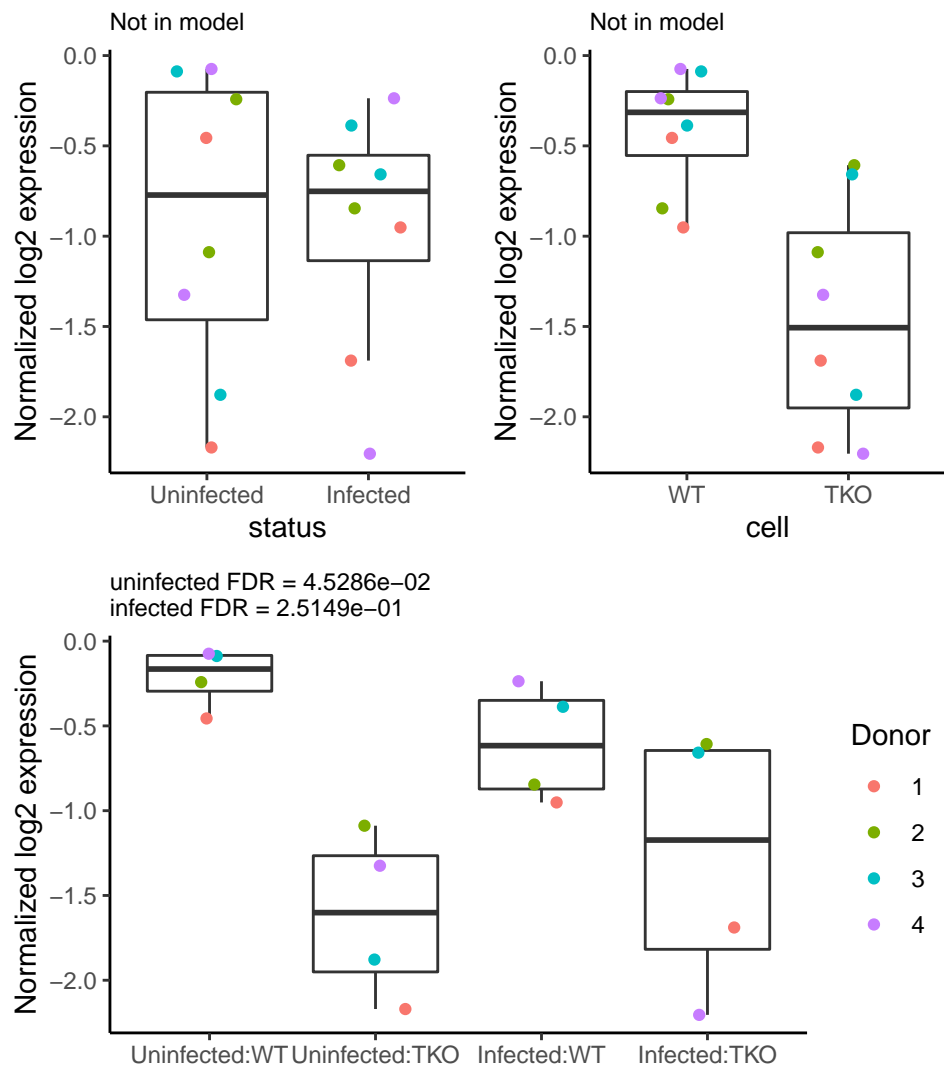 Not in model
Normalized log2 expression
0.0
−0.5
−1.0
−1.5
−2.0
Uninfected Infected
status
Not in model
Normalized log2 expression
0.0
−0.5
−1.0
−1.5
−2.0
WT TKO
cell
uninfected FDR = 4.5286e−02
infected FDR = 2.5149e−01
Normalized log2 expression
0.0
−0.5
−1.0
−1.5
−2.0
Uninfected:WT Uninfected:TKO Infected:WT Infected:TKO
Donor
1
2
3
4